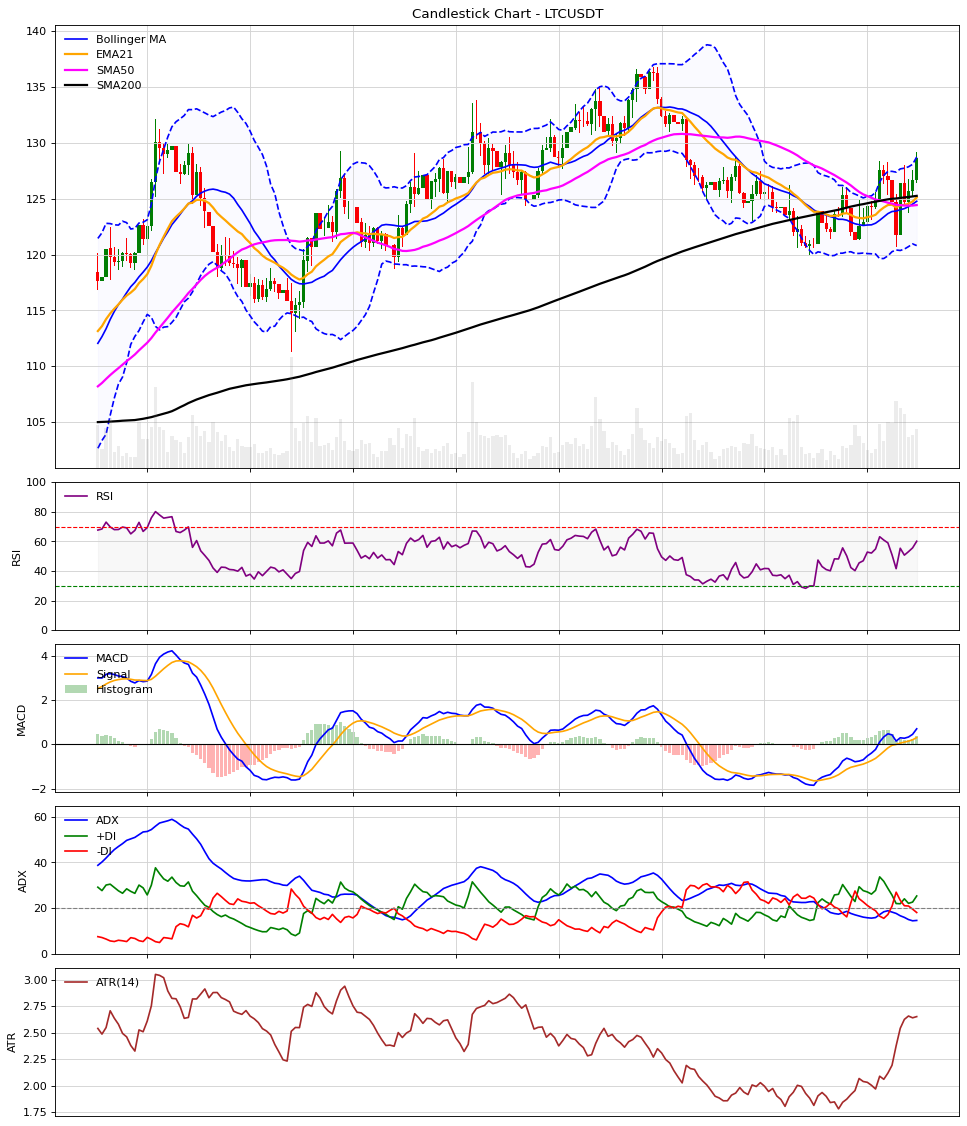 Candlestick Chart - LTCUSDT
140
135
130
125
120
115
110
105
Bollinger MA
EMA21
SMA50
SMA200
100
80
60
40
20
0
RSI
RSI
4
2
0
−2
MACD
MACD
Signal
Histogram
60
40
20
0
ADX
ADX
+DI
-DI
3.00
2.75
2.50
2.25
2.00
1.75
ATR
ATR(14)